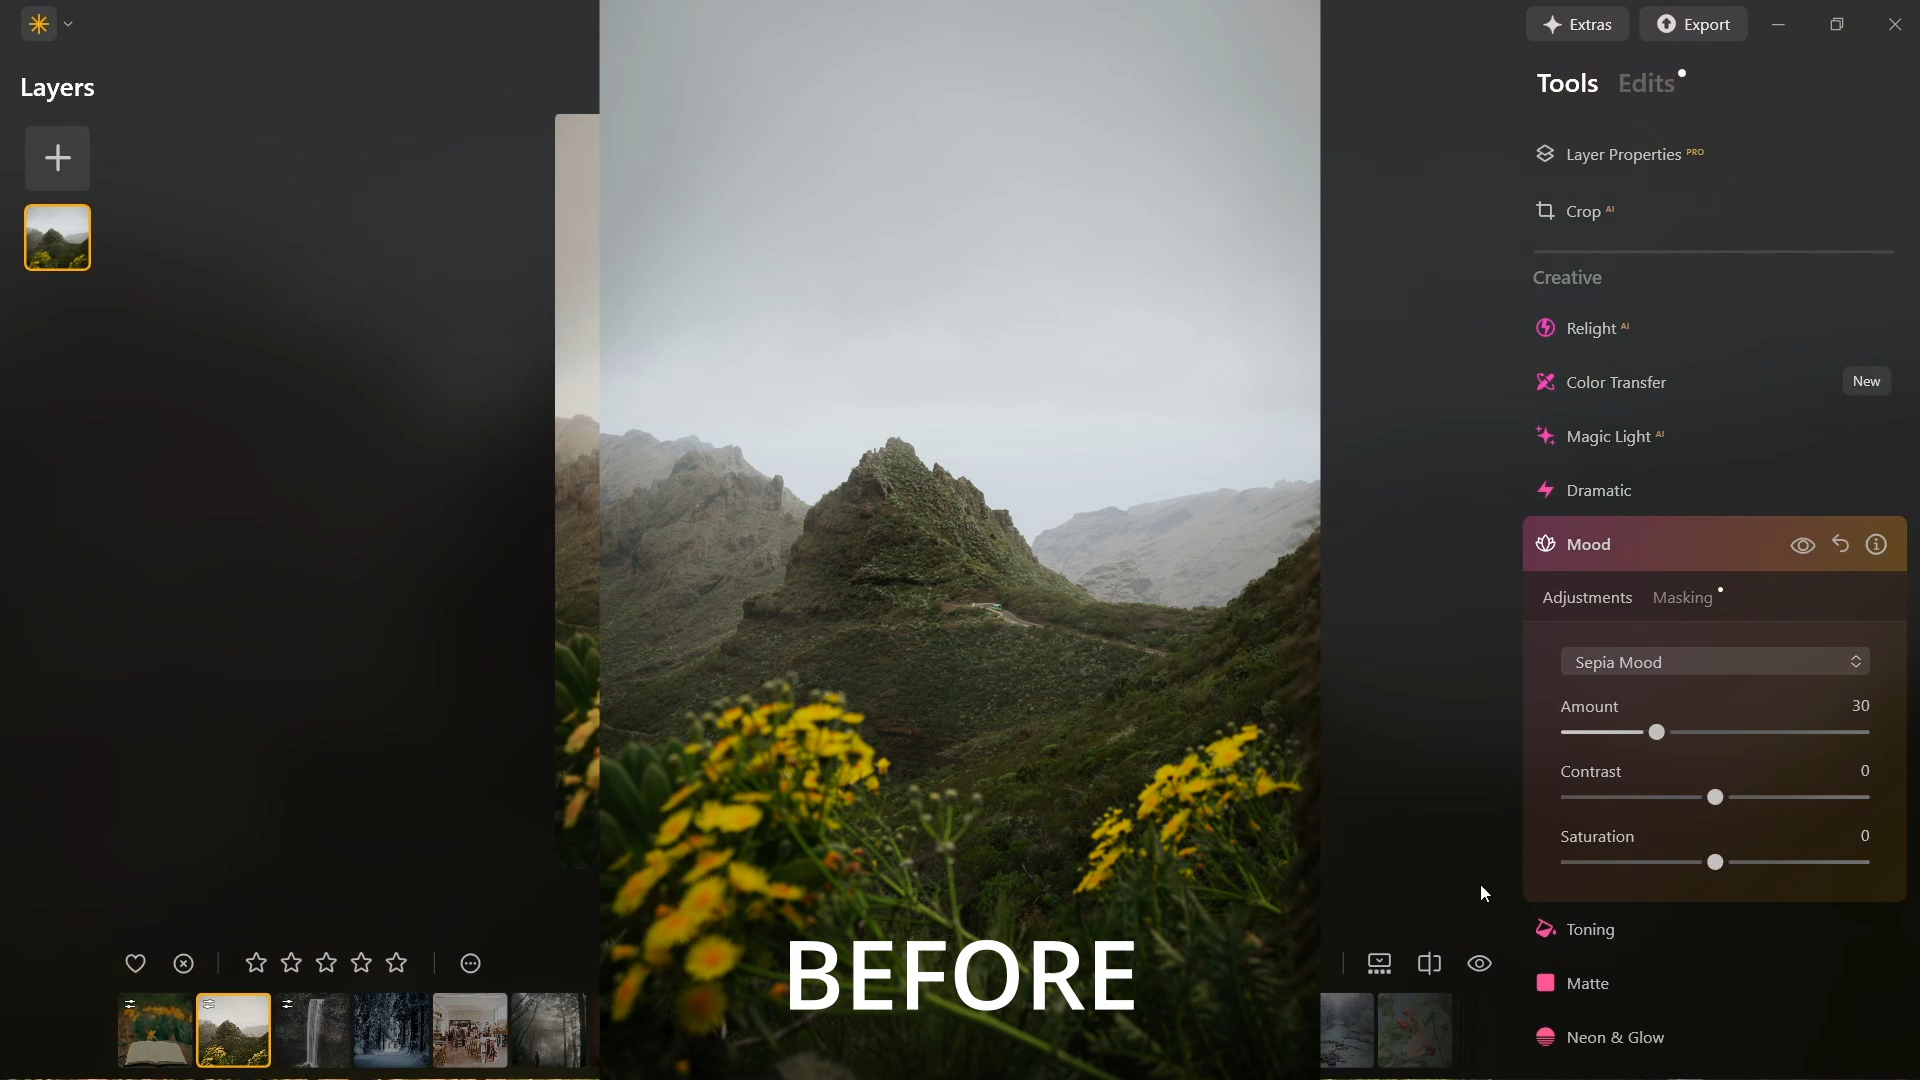 Extras
Export
Layers
Tools
Edits
Layer Properties PRO
Crop AI
Creative
Relight AI
Color Transfer
New
Magic Light AI
Dramatic
Mood
Adjustments
Masking
Sepia Mood
Amount
30
Contrast
0
Saturation
0
Toning
Matte
Neon & Glow
BEFORE